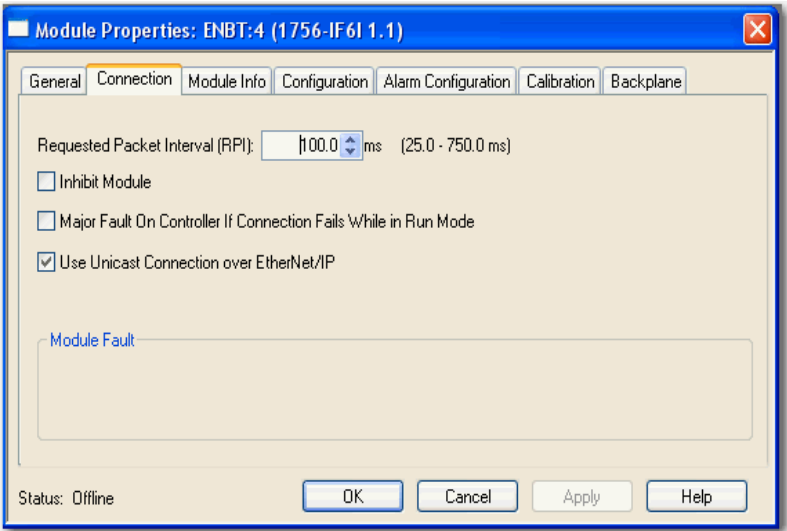 Module Properties: ENBT:4 (1756-IF6I 1.1)
General Connection Module Info Configuration Alarm Configuration Calibration Backplane
Requested Packet Interval (RPI): 100.0 ms (25.0 - 750.0 ms)
Inhibit Module
Major Fault On Controller If Connection Fails While in Run Mode
Use Unicast Connection over EtherNet/IP
Module Fault
Status: Offline OK Cancel Apply Help